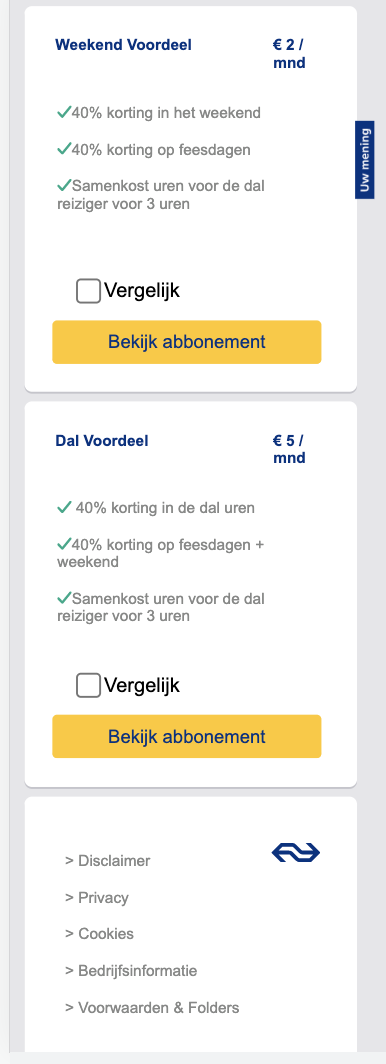 Weekend Voordeel
€ 2 /
mnd
40% korting in het weekend
40% korting op feesdagen
Samenkost uren voor de dal
reiziger voor 3 uren
Uw mening
Vergelijk
Bekijk abbonement
Dal Voordeel
€ 5 /
mnd
40% korting in de dal uren
40% korting op feesdagen +
weekend
Samenkost uren voor de dal
reiziger voor 3 uren
Vergelijk
Bekijk abbonement
> Disclaimer
> Privacy
> Cookies
> Bedrijfsinformatie
> Voorwaarden & Folders